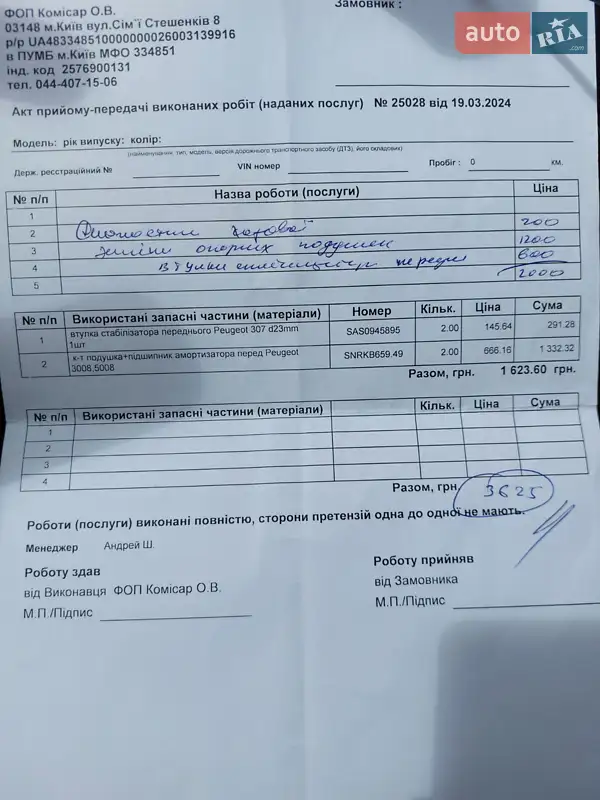 ФОП Комісар О.В.
03148 м.Київ вул.Сім`ї Стешенків 8
р/р UA483348510000000026003139916
в ПУМБ м.Київ МФО 334851
інд. код 2576900131
тел. 044-407-15-06
Замовник :
auto RIA .com
Акт прийому-передачі виконаних робіт (наданих послуг) № 25028 від 19.03.2024
Модель: рік випуску: колір:
(найменування, тип, модель, версія дорожнього транспортного засобу (ДТЗ), його складових)
Держ. реєстраційний № VIN номер Пробіг : 0 км.
№ п/п Назва роботи (послуги) Ціна
1
2 Диагностики ходової 200
3 Заміни опорних подушек 1200
4 Втулки передн 600
5 2000
№ п/п Використані запасні частини (матеріали) Номер Кільк. Ціна Сума
1 втулка стабілізатора переднього Peugeot 307 d23mm 1шт SAS0945895 2.00 145.64 291.28
2 к-т подушка+підшипник амортизатора перед Peugeot 3008,5008 SNRKB659.49 2.00 666.16 1 332.32
Разом, грн. 1 623.60 грн.
№ п/п Використані запасні частини (матеріали) Кільк. Ціна Сума
1
2
3
4
Разом, грн. 3625
Роботи (послуги) виконані повністю, сторони претензій одна до одної не мають.
Менеджер Андрей Ш.
Роботу здав
від Виконавця ФОП Комісар О.В.
М.П./Підпис
Роботу прийняв
від Замовника
М.П./Підпис